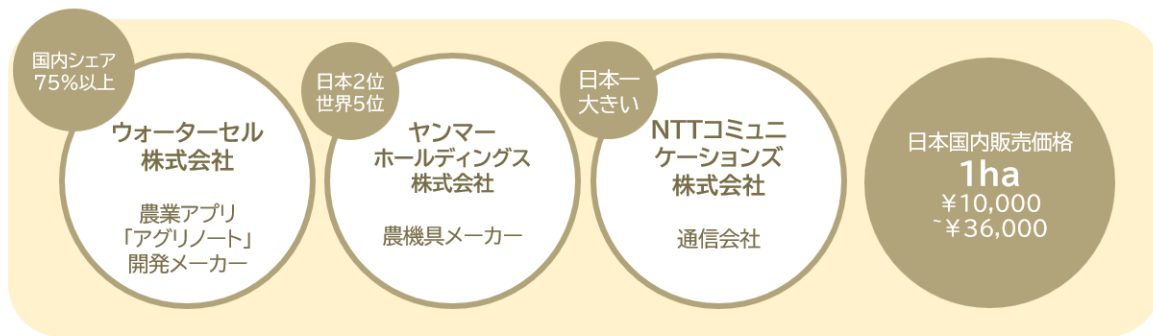 国内シェア
75%以上
ウォーターセル
株式会社
農業アプリ
「アグリノート」
開発メーカー
日本2位
世界5位
ヤンマー
ホールディングス
株式会社
農機具メーカー
日本一
大きい
NTTコミュニ
ケーションズ
株式会社
通信会社
日本国内販売価格
1ha
￥10,000
~￥36,000